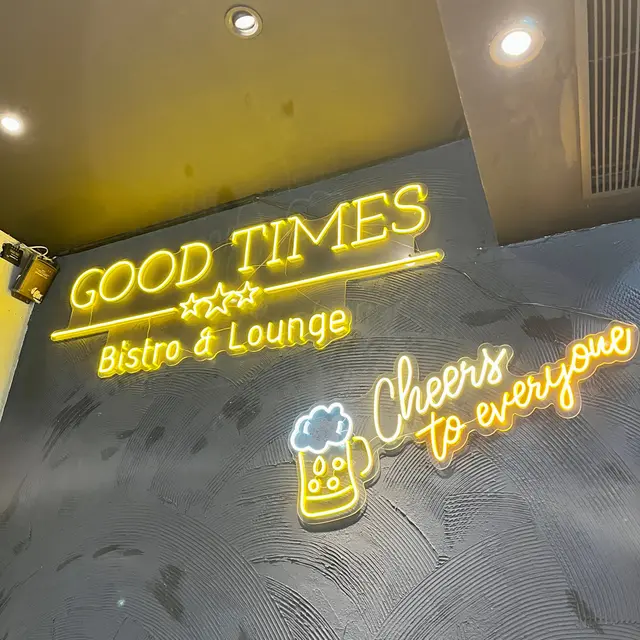 GOOD TIMES
Bistro & Lounge
Cheers
to everyone